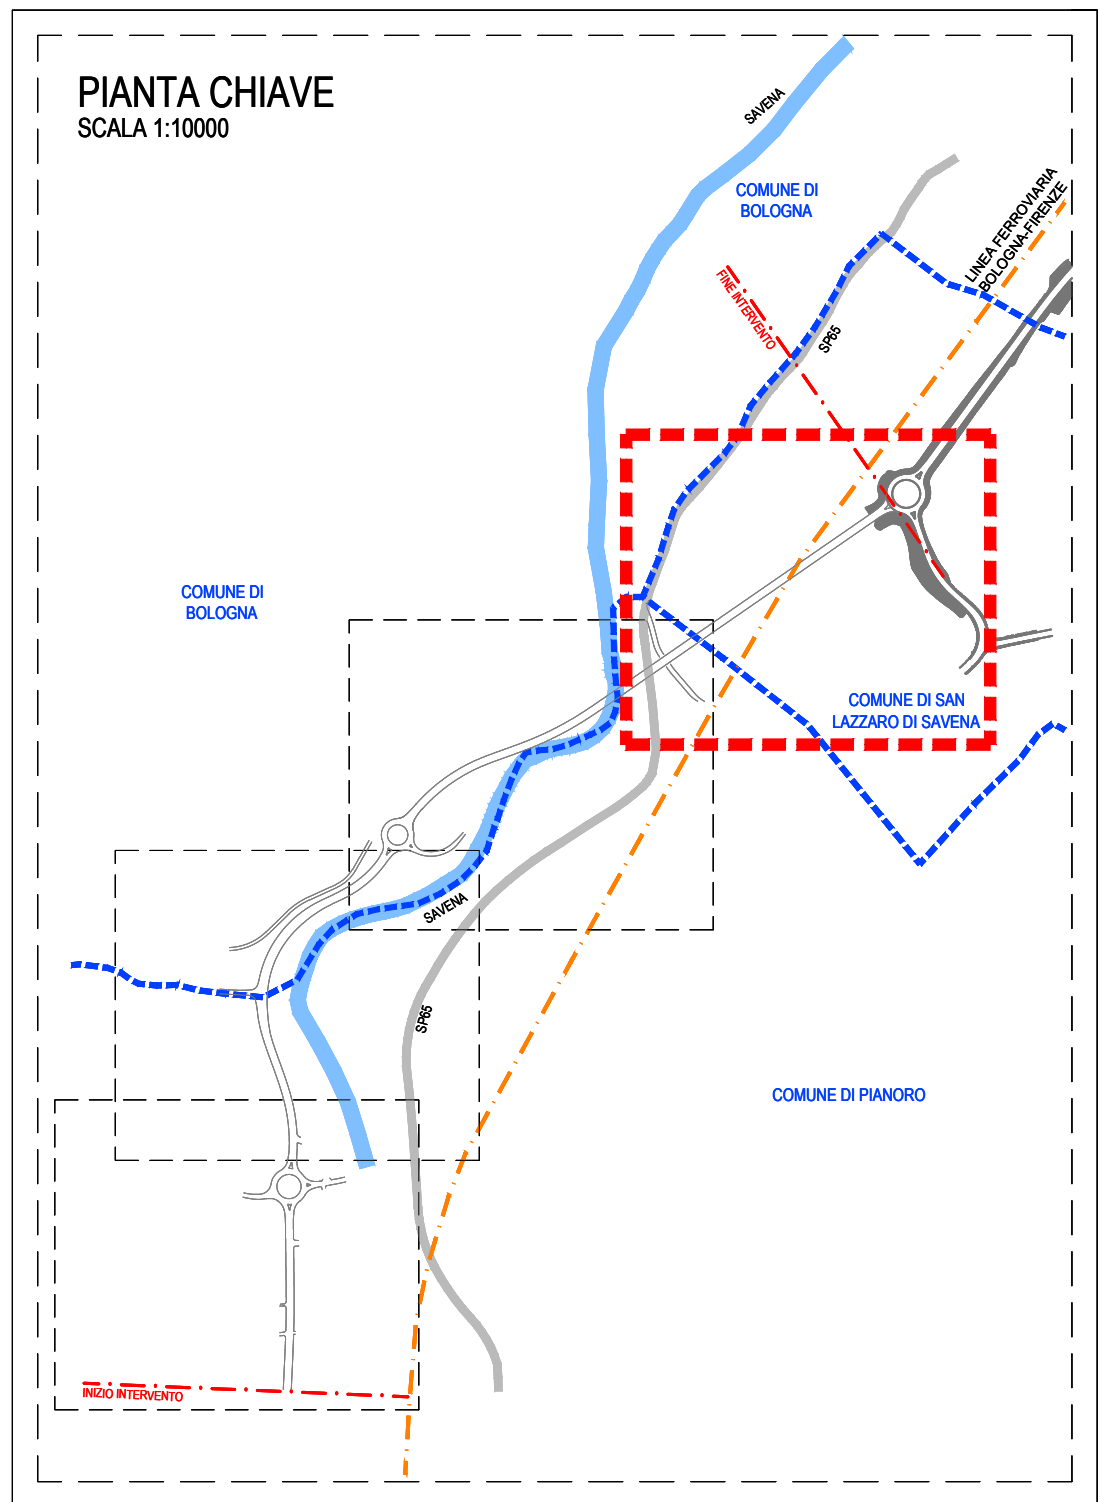 PIANTA CHIAVE
SCALA 1:10000
SAVENA
COMUNE DI
BOLOGNA
LINEA FERROVIARIA
BOLOGNA-FIRENZE
FINE INTERVENTO
SP65
COMUNE DI
BOLOGNA
COMUNE DI SAN
LAZZARO DI SAVENA
SAVENA
SP65
COMUNE DI PIANORO
INIZIO INTERVENTO